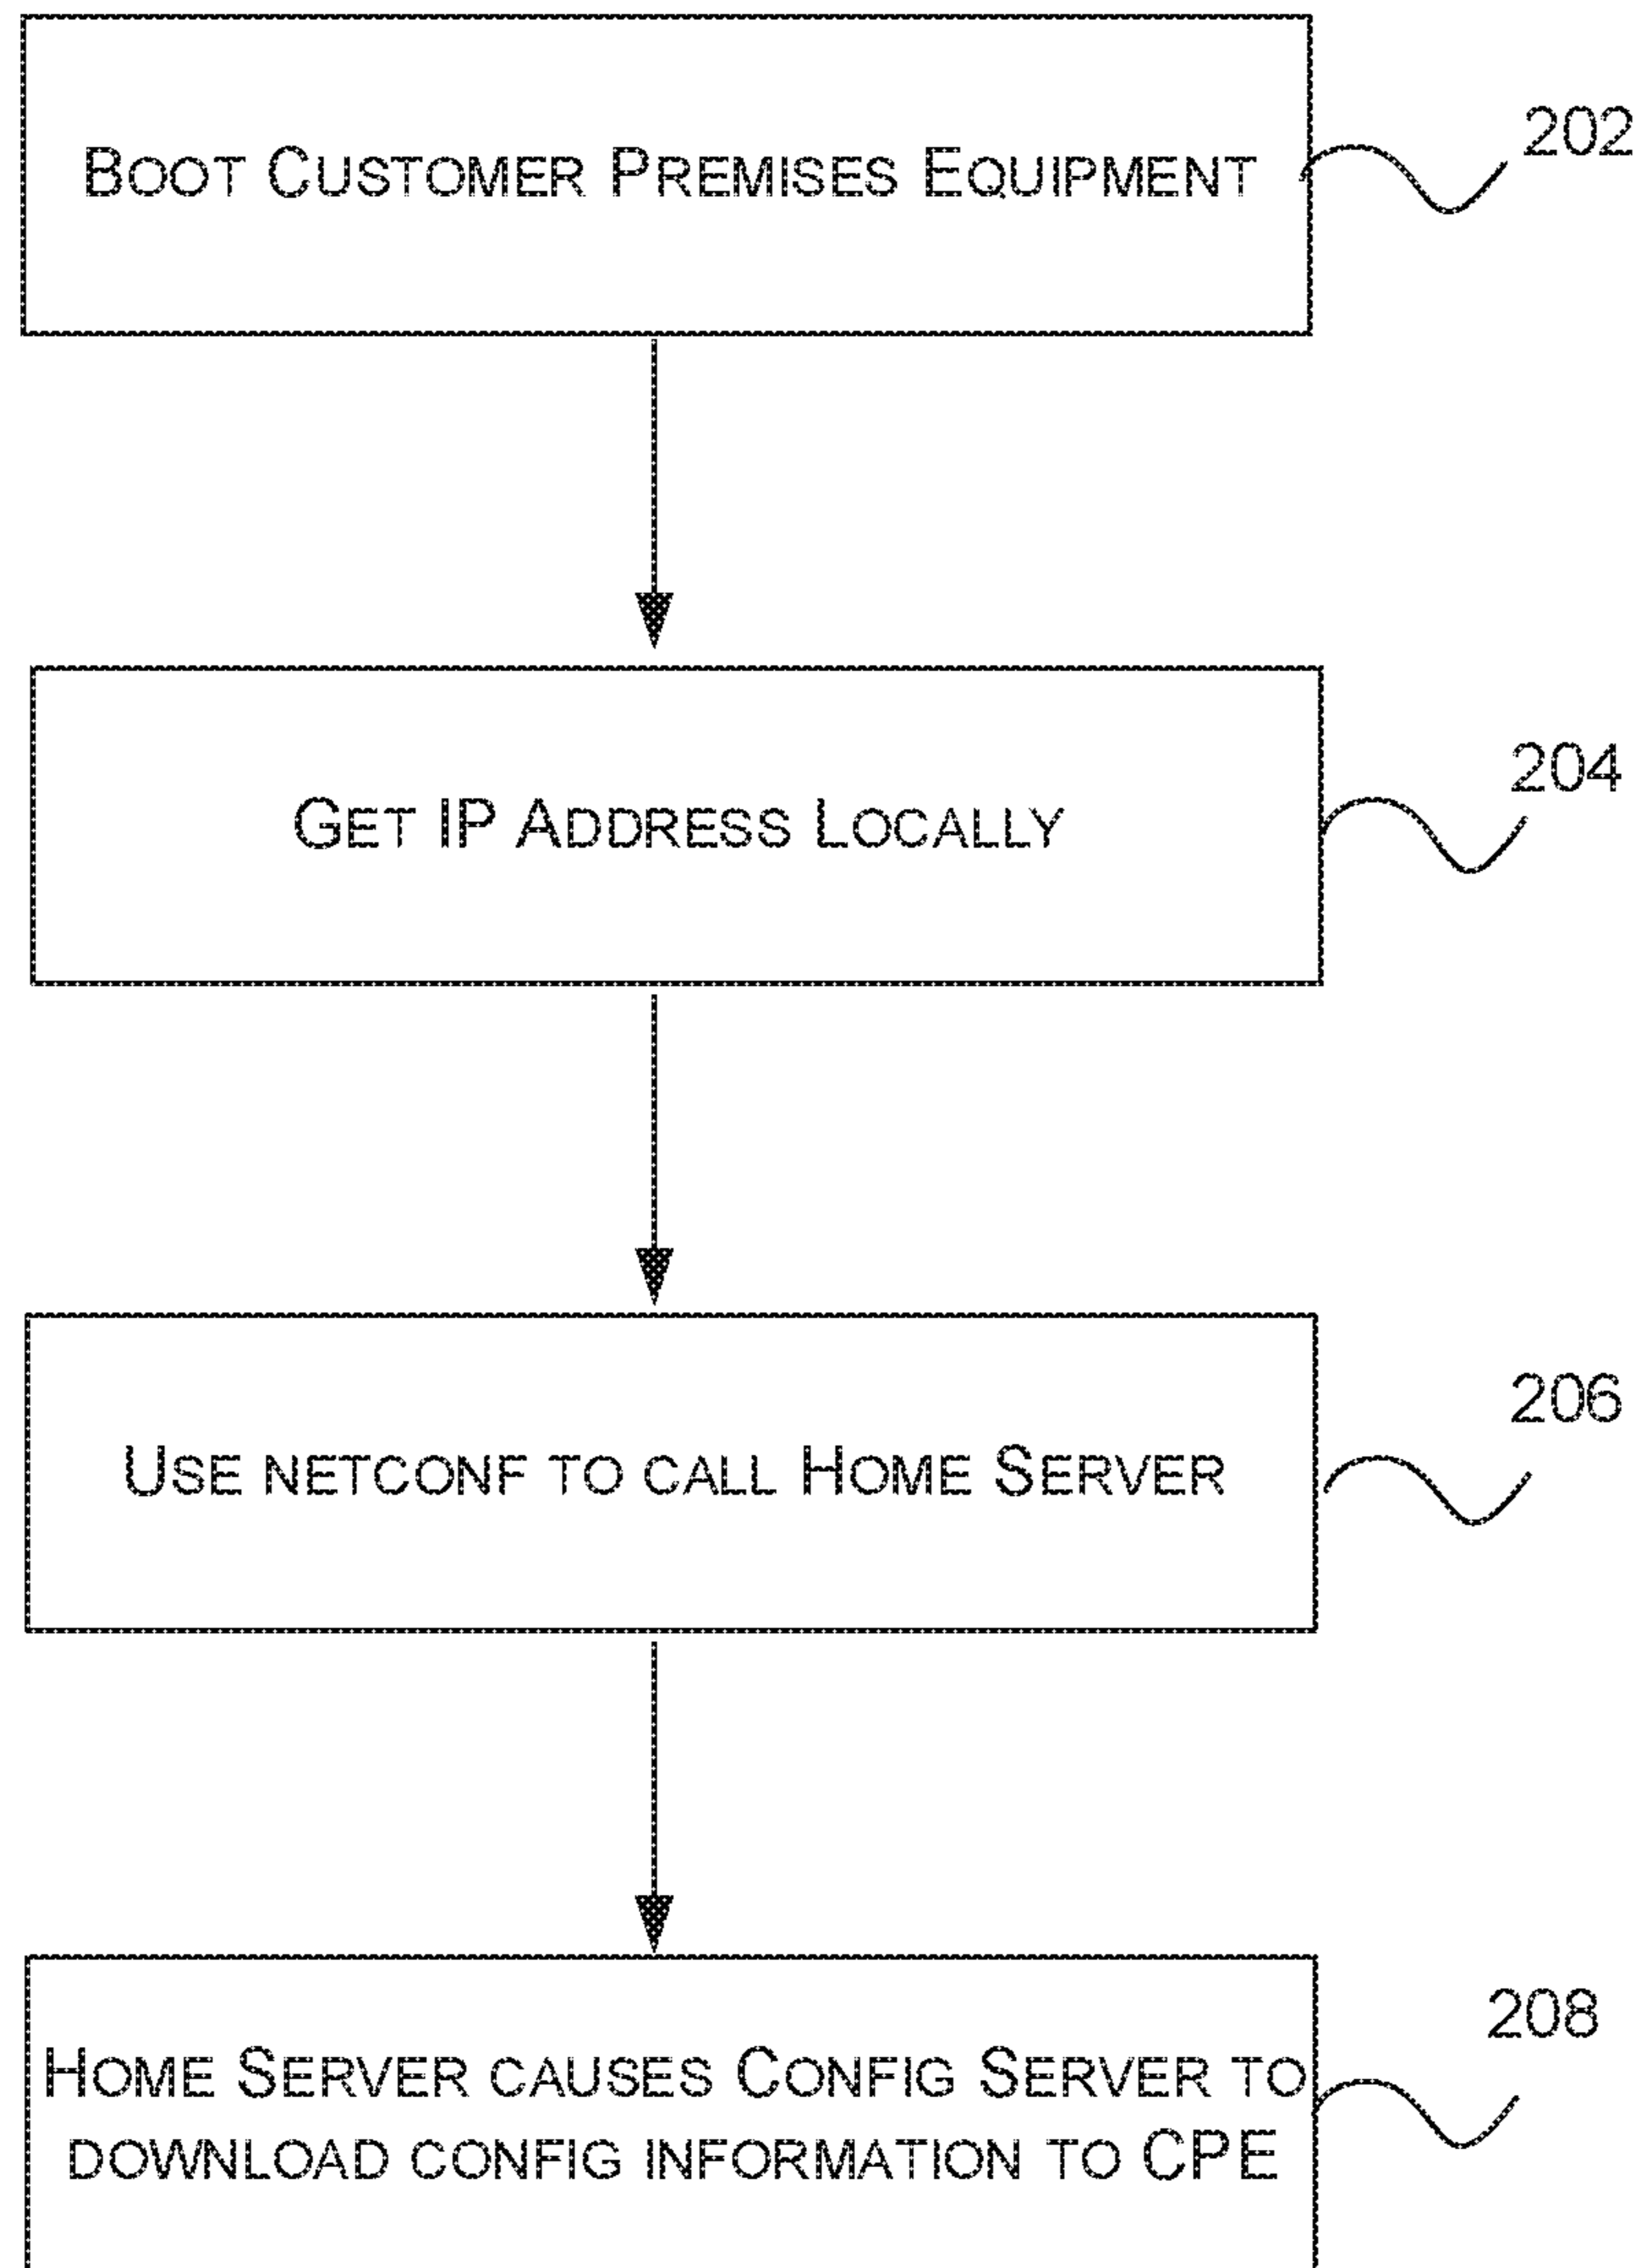 BOOT CUSTOMER PREMISES EQUIPMENT
202
GET IP ADDRESS LOCALLY
204
USE NETCONF TO CALL HOME SERVER
206
HOME SERVER CAUSES CONFIG SERVER TO
DOWNLOAD CONFIG INFORMATION TO CPE
208